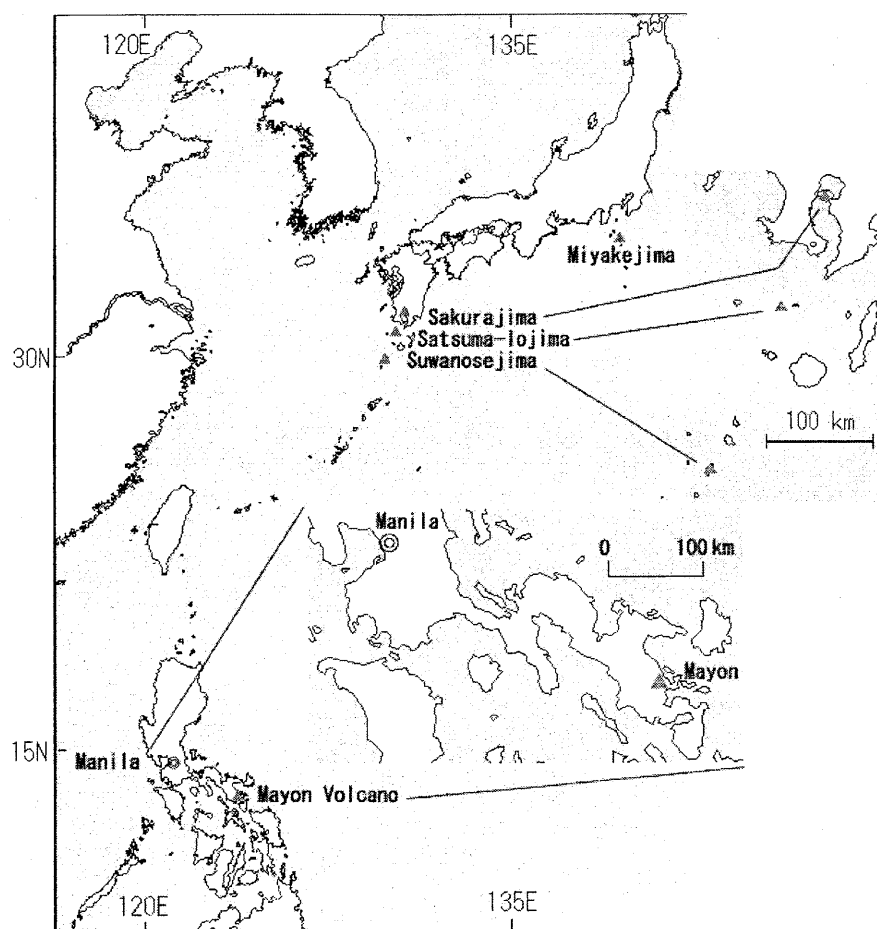 120E 135E
Miyakejima
Sakurajima
Satsuma-Iojima
Suwanosejima
30N
100 km
Manila
0 100 km
Mayon
15N
Manila
Mayon Volcano
120E 135E